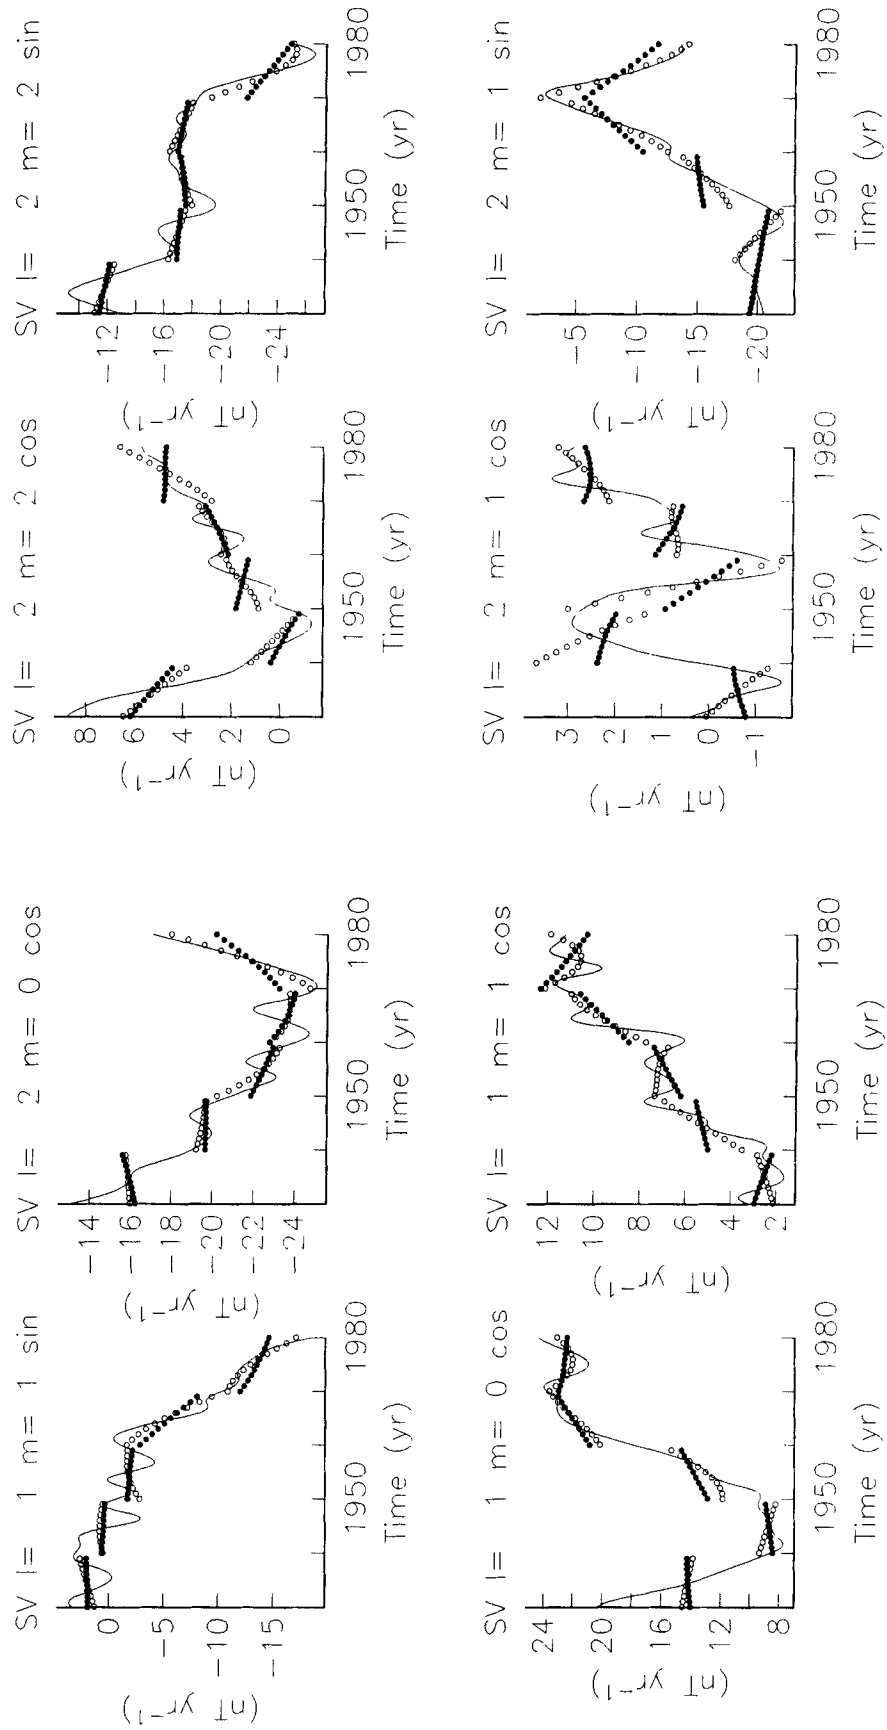 SV l= 1 m= 1 sin
0
-5
-10
-15
(nT yr⁻¹)
1950 1980
Time (yr)
SV l= 2 m= 0 cos
-14
-16
-18
-20
-22
-24
(nT yr⁻¹)
1950 1980
Time (yr)
SV l= 2 m= 2 cos
8
6
4
2
0
(nT yr⁻¹)
1950 1980
Time (yr)
SV l= 2 m= 2 sin
-12
-16
-20
-24
(nT yr⁻¹)
1950 1980
Time (yr)
SV l= 1 m= 0 cos
24
20
16
12
8
(nT yr⁻¹)
1950 1980
Time (yr)
SV l= 1 m= 1 cos
12
10
8
6
4
2
(nT yr⁻¹)
1950 1980
Time (yr)
SV l= 2 m= 1 cos
3
2
1
0
-1
(nT yr⁻¹)
1950 1980
Time (yr)
SV l= 2 m= 1 sin
-5
-10
-15
-20
(nT yr⁻¹)
1950 1980
Time (yr)